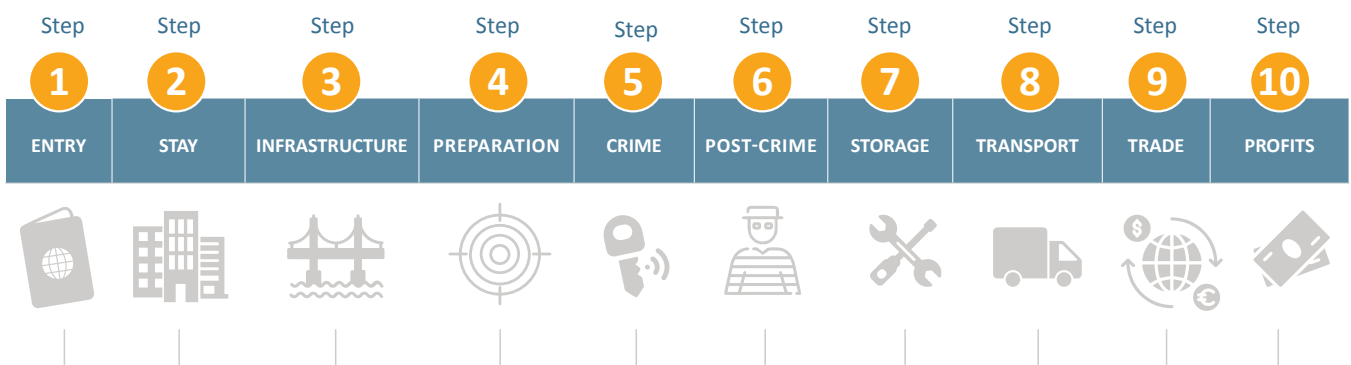 Step Step Step Step Step Step Step Step Step Step
1 2 3 4 5 6 7 8 9 10
ENTRY STAY INFRASTRUCTURE PREPARATION CRIME POST-CRIME STORAGE TRANSPORT TRADE PROFITS
$
€